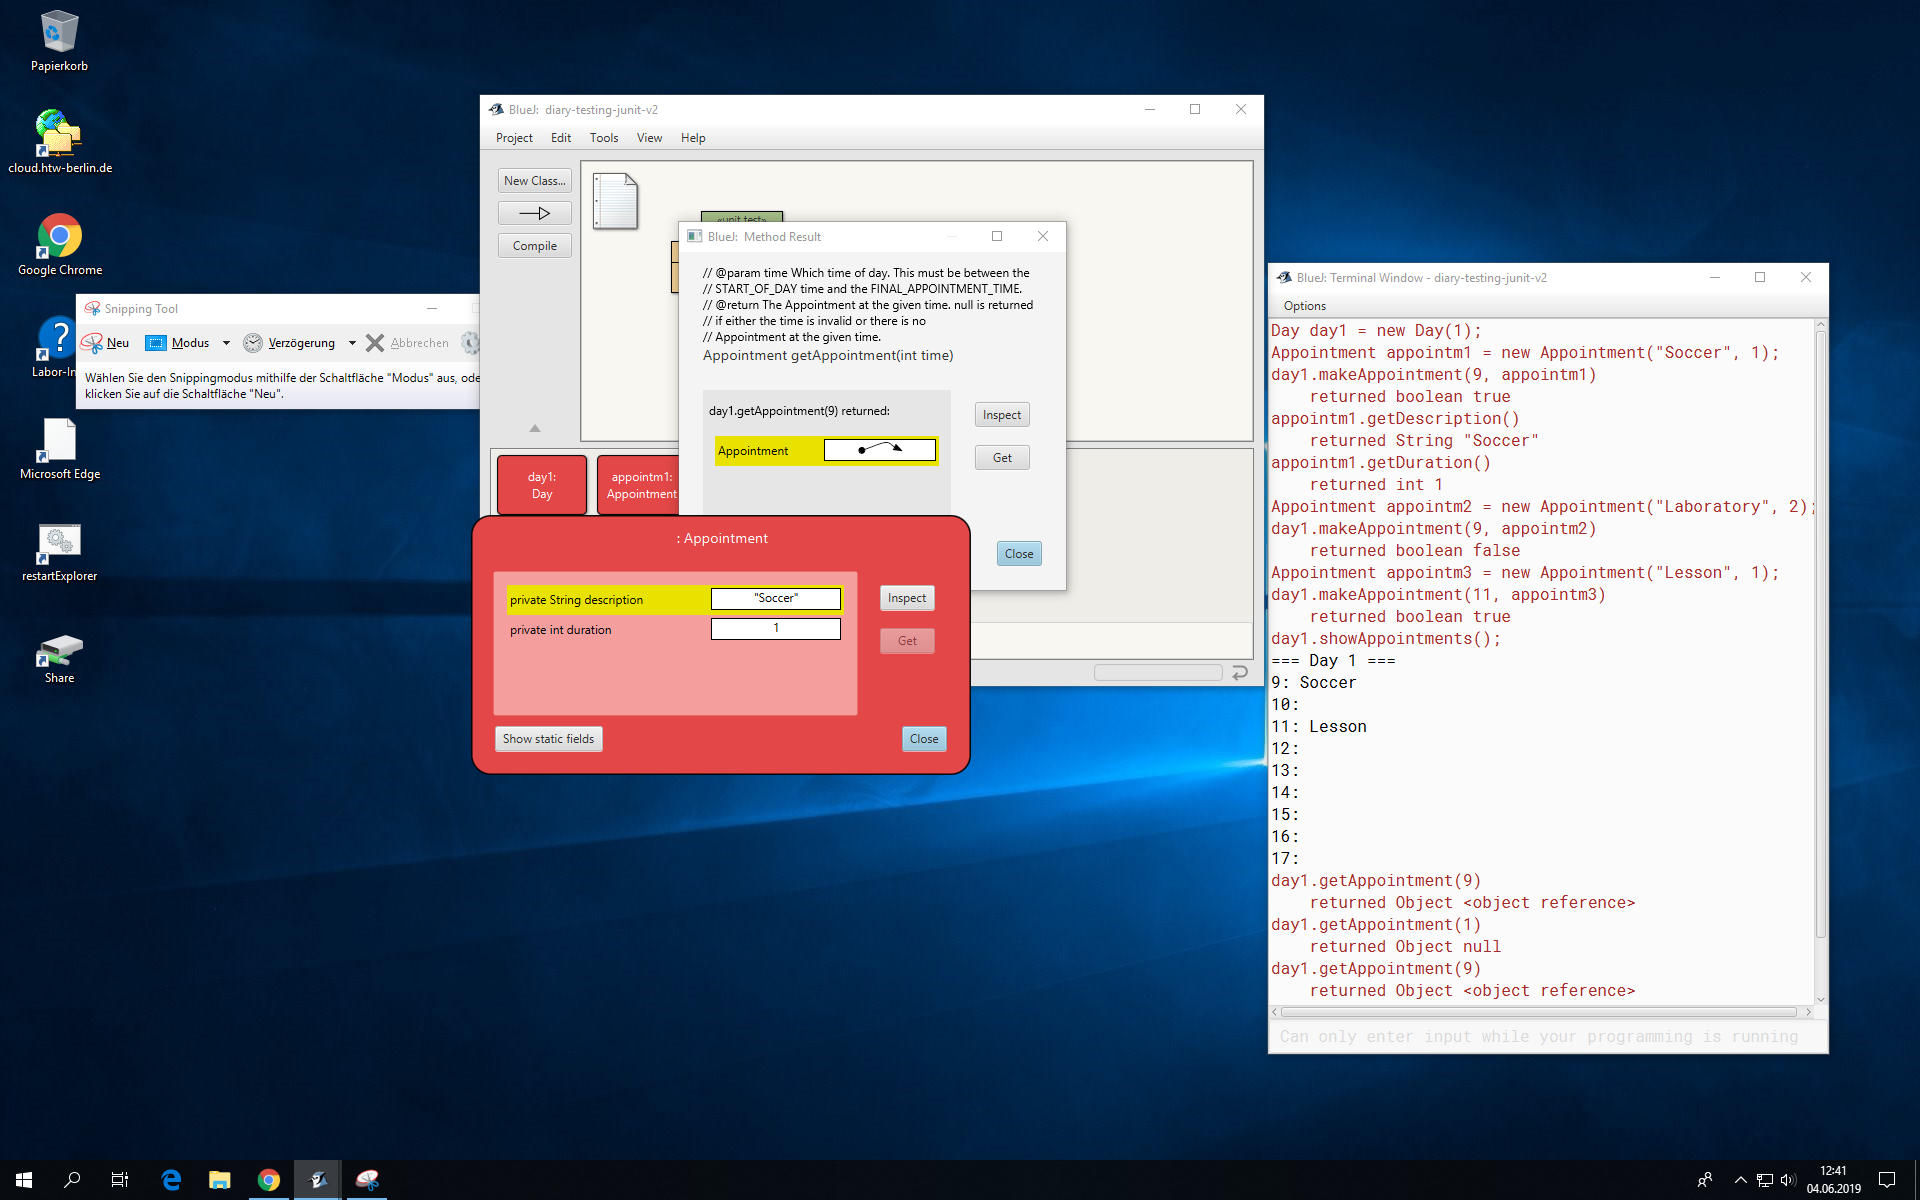 Papierkorb
cloud.htw-berlin.de
Google Chrome
Microsoft Edge
restartExplorer
Share
Snipping Tool
Neu
Modus
Verzögerung
Abbrechen
Wählen Sie den Snippingmodus mithilfe der Schaltfläche "Modus" aus,
klicken Sie auf die Schaltfläche "Neu".
BlueJ: diary-testing-junit-v2
Project Edit Tools View Help
New Class...
Compile
«unit test»
day1:
Day
appointm1:
Appointment
BlueJ: Method Result
// @param time Which time of day. This must be between the
// START_OF_DAY time and the FINAL_APPOINTMENT_TIME.
// @return The Appointment at the given time. null is returned
// if either the time is invalid or there is no
// Appointment at the given time.
Appointment getAppointment(int time)
day1.getAppointment(9) returned:
Appointment
Inspect
Get
Close
: Appointment
private String description "Soccer"
private int duration 1
Inspect
Get
Show static fields
Close
BlueJ: Terminal Window - diary-testing-junit-v2
Options
Day day1 = new Day(1);
Appointment appointm1 = new Appointment("Soccer", 1);
day1.makeAppointment(9, appointm1)
returned boolean true
appointm1.getDescription()
returned String "Soccer"
appointm1.getDuration()
returned int 1
Appointment appointm2 = new Appointment("Laboratory", 2);
day1.makeAppointment(9, appointm2)
returned boolean false
Appointment appointm3 = new Appointment("Lesson", 1);
day1.makeAppointment(11, appointm3)
returned boolean true
day1.showAppointments();
=== Day 1 ===
9: Soccer
10:
11: Lesson
12:
13:
14:
15:
16:
17:
day1.getAppointment(9)
returned Object <object reference>
day1.getAppointment(1)
returned Object null
day1.getAppointment(9)
returned Object <object reference>
Can only enter input while your programming is running
12:41
04.06.2019